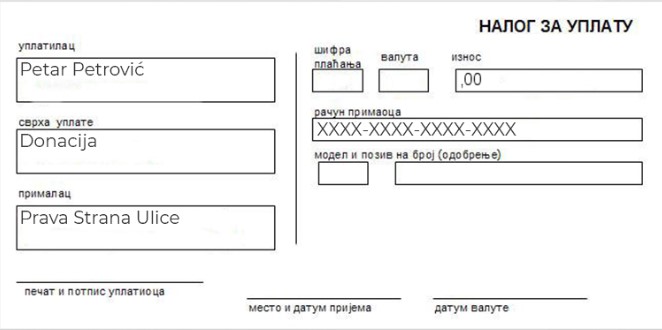 НАЛОГ ЗА УПЛАТУ
уплатилац
Petar Petrović
сврха уплате
Donacija
прималац
Prava Strana Ulice
печат и потпис уплатиоца
шифра
плаћања
валута
износ
,00
рачун примаоца
XXXX-XXXX-XXXX-XXXX
модел и позив на број (одобрење)
место и датум пријема
датум валуте